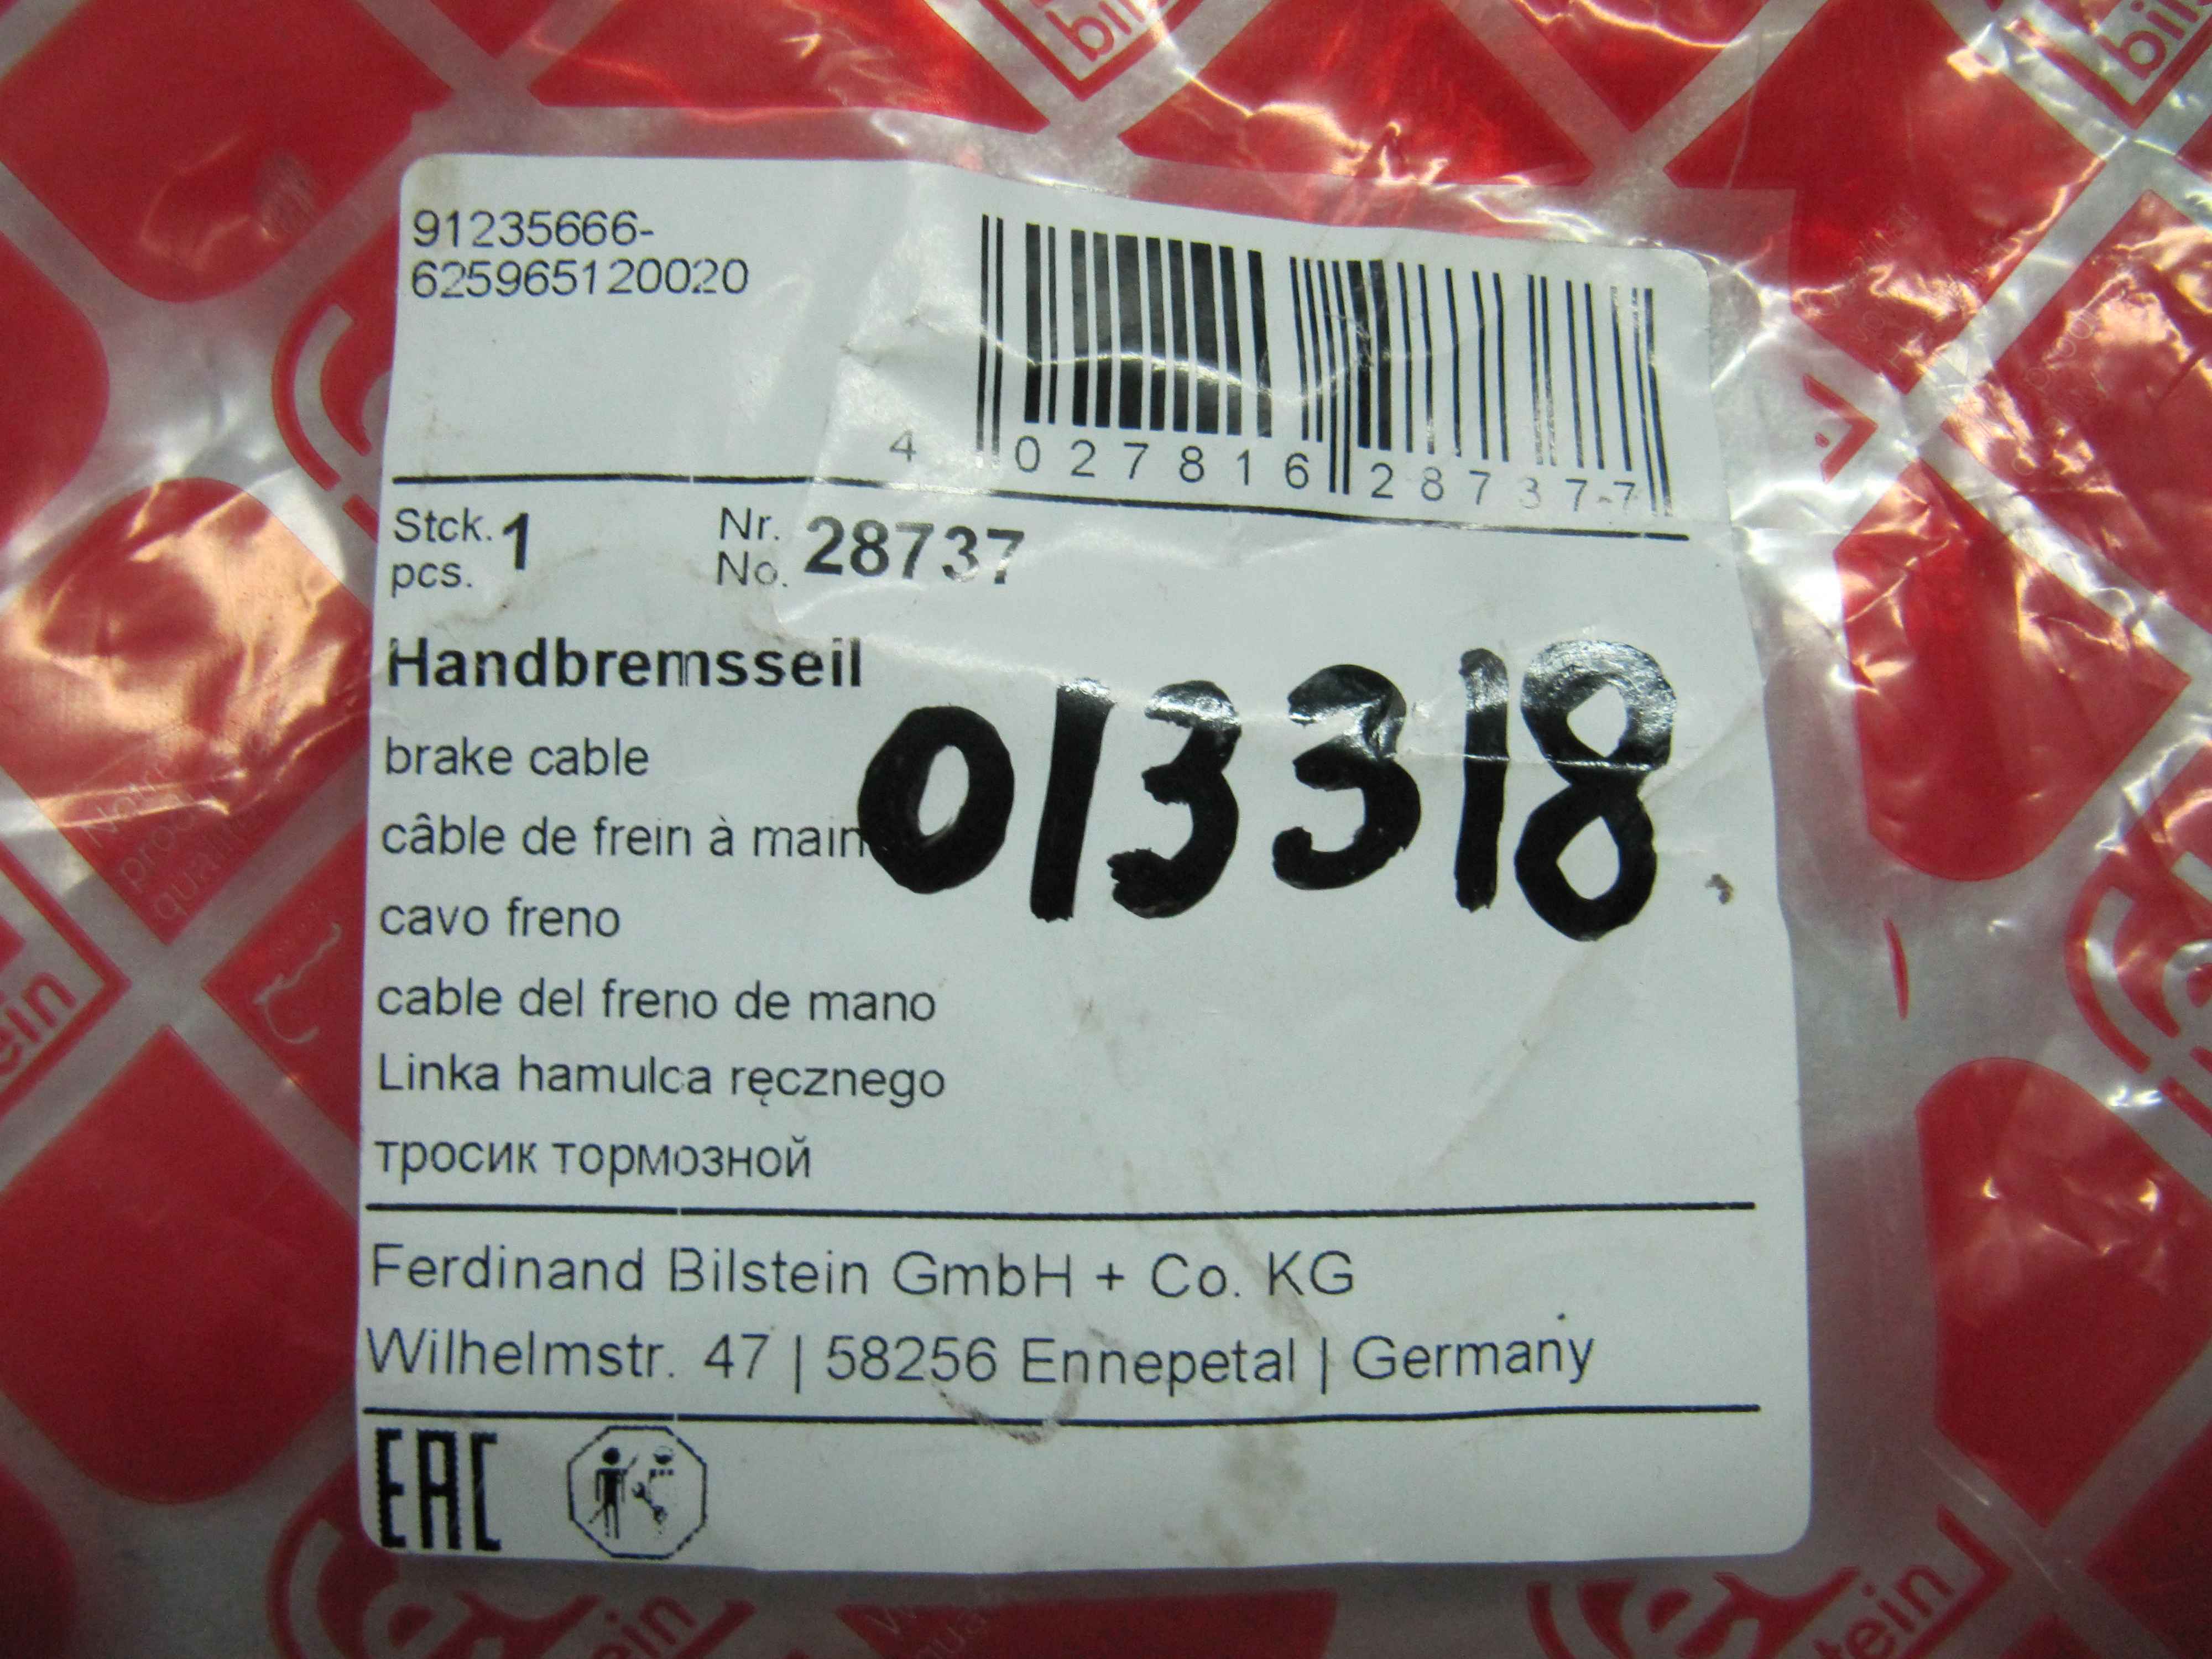 91235666-
625965120020
4 027816 287377
Stck. 1 Nr. 28737
pcs. No.
Handbremsseil
013318
brake cable
câble de frein à main
cavo freno
cable del freno de mano
Linka hamulca ręcznego
тросик тормозной
Ferdinand Bilstein GmbH + Co. KG
Wilhelmstr. 47 | 58256 Ennepetal | Germany
EAC